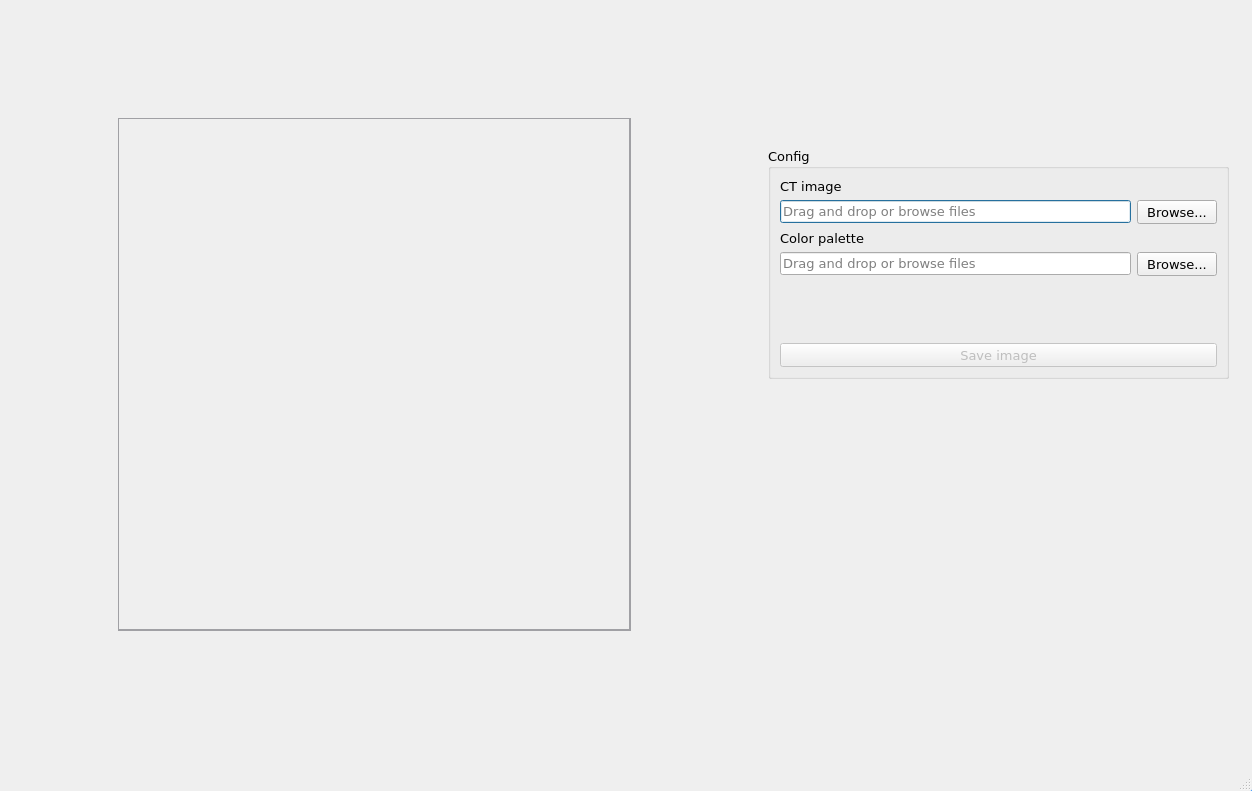 Config
CT image
Drag and drop or browse files Browse...
Color palette
Drag and drop or browse files Browse...
Save image